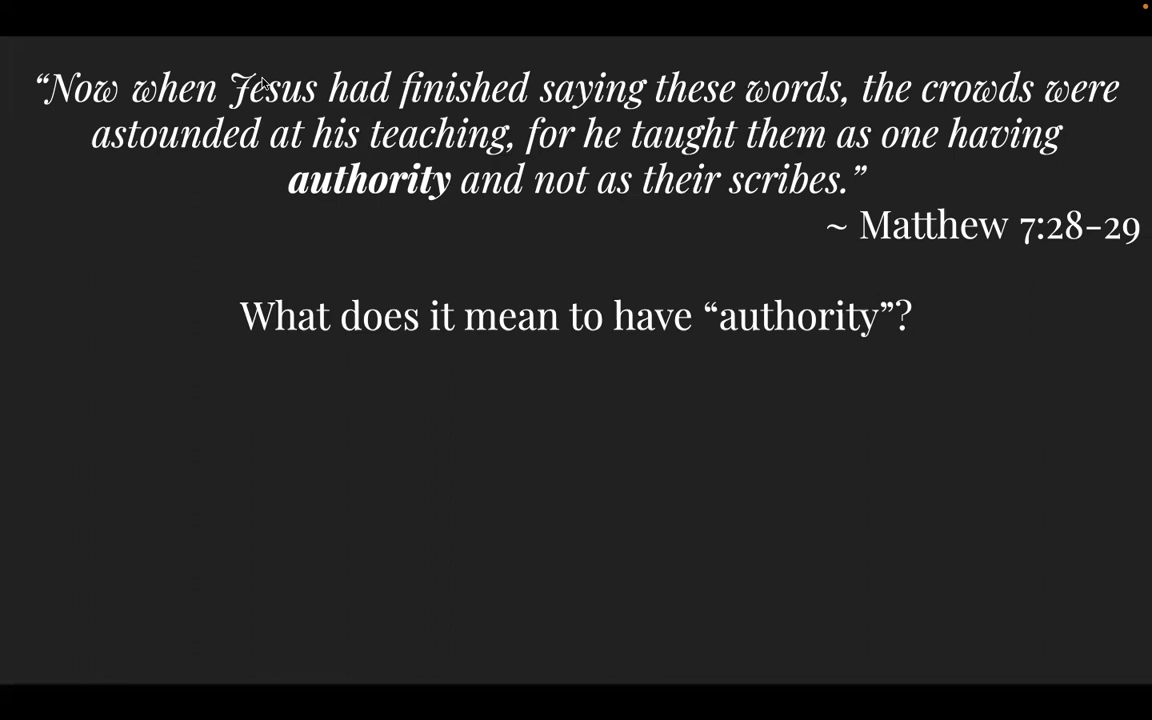 “Now when Jesus had finished saying these words, the crowds were
astounded at his teaching, for he taught them as one having
authority and not as their scribes.”
~ Matthew 7:28-29
What does it mean to have “authority”?